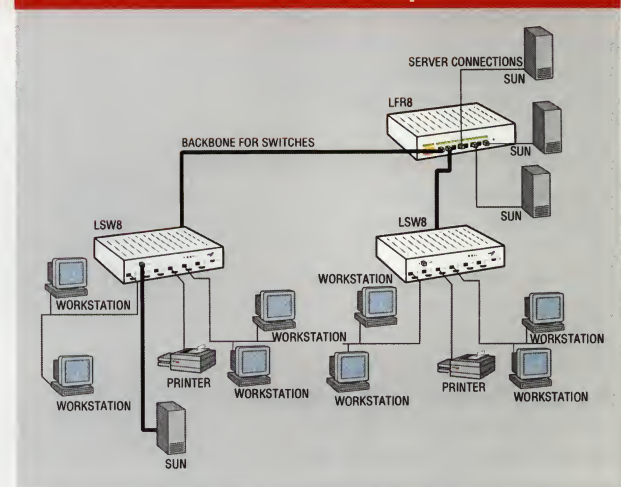 SERVER CONNECTIONS
SUN
LFR8
BACKBONE FOR SWITCHES
SUN
SUN
LSW8
LSW8
WORKSTATION
WORKSTATION
WORKSTATION
WORKSTATION
PRINTER
PRINTER
WORKSTATION
WORKSTATION
WORKSTATION
WORKSTATION
SUN